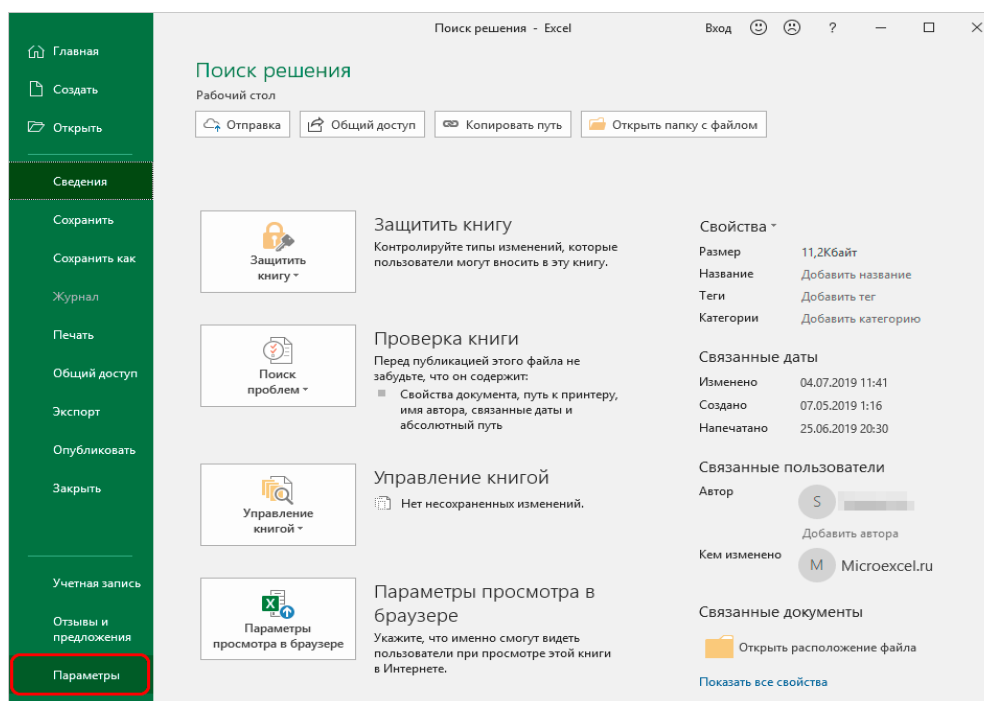 Поиск решения - Excel
Вход
?
Главная
Создать
Открыть
Сведения
Сохранить
Сохранить как
Журнал
Печать
Общий доступ
Экспорт
Опубликовать
Закрыть
Учетная запись
Отзывы и
предложения
Параметры
Поиск решения
Рабочий стол
Отправка
Общий доступ
Копировать путь
Открыть папку с файлом
Защитить
книгу
Защитить книгу
Контролируйте типы изменений, которые
пользователи могут вносить в эту книгу.
Поиск
проблем
Проверка книги
Перед публикацией этого файла не
забудьте, что он содержит:
Свойства документа, путь к принтеру,
имя автора, связанные даты и
абсолютный путь
Управление
книгой
Управление книгой
Нет несохраненных изменений.
Параметры
просмотра в браузере
Параметры просмотра в
браузере
Укажите, что именно смогут видеть
пользователи при просмотре этой книги
в Интернете.
Свойства
Размер 11,2Кбайт
Название Добавить название
Теги Добавить тег
Категории Добавить категорию
Связанные даты
Изменено 04.07.2019 11:41
Создано 07.05.2019 1:16
Напечатано 25.06.2019 20:30
Связанные пользователи
Автор S
Добавить автора
Кем изменено M Microexcel.ru
Связанные документы
Открыть расположение файла
Показать все свойства